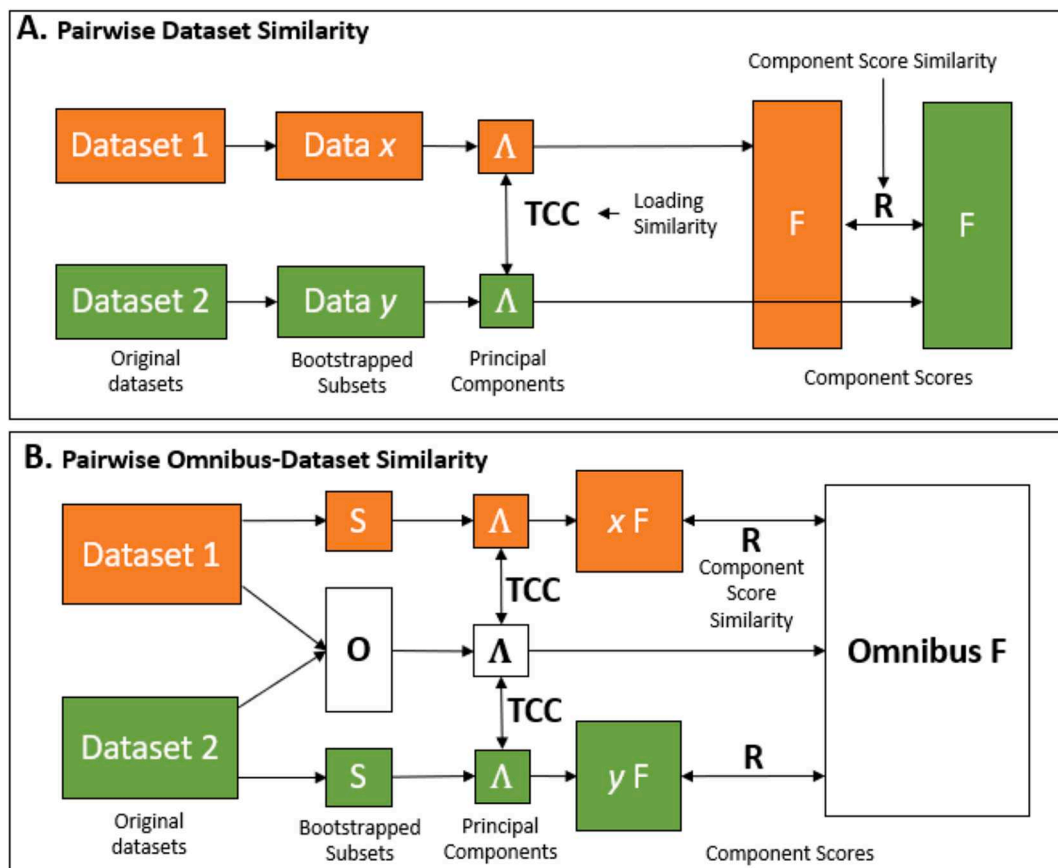 A. Pairwise Dataset Similarity
Component Score Similarity
Dataset 1
Data x
Λ
TCC
Loading
Similarity
F
R
F
Dataset 2
Data y
Λ
Original
datasets
Bootstrapped
Subsets
Principal
Components
Component Scores
B. Pairwise Omnibus-Dataset Similarity
Dataset 1
S
Λ
x F
R
Component
Score
Similarity
TCC
O
Λ
Omnibus F
TCC
Dataset 2
S
Λ
y F
R
Original
datasets
Bootstrapped
Subsets
Principal
Components
Component Scores